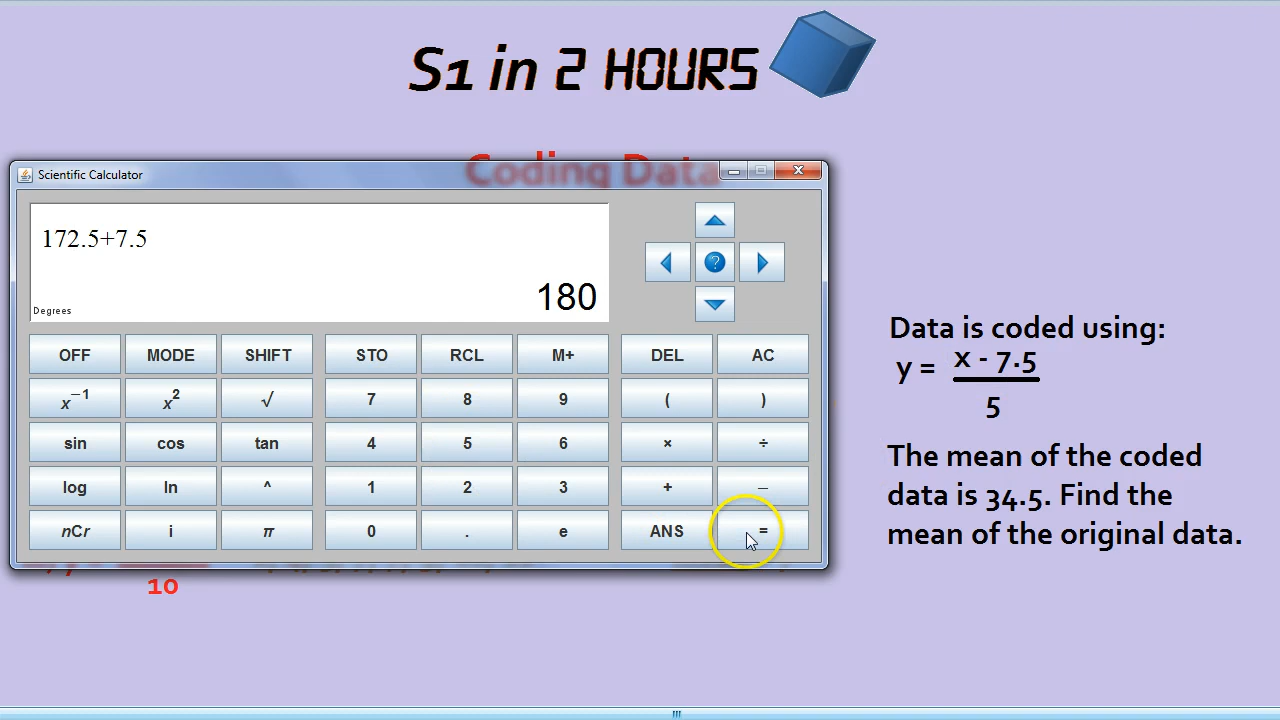 S1 in 2 HOURS
Coding Data
Scientific Calculator
172.5+7.5
180
Degrees
OFF MODE SHIFT STO RCL M+ DEL AC
x⁻¹ x² √ 7 8 9 ( )
sin cos tan 4 5 6 × ÷
log ln ^ 1 2 3 + −
nCr i π 0 . e ANS =
10
Data is coded using:
y = x - 7.5
5
The mean of the coded
data is 34.5. Find the
mean of the original data.